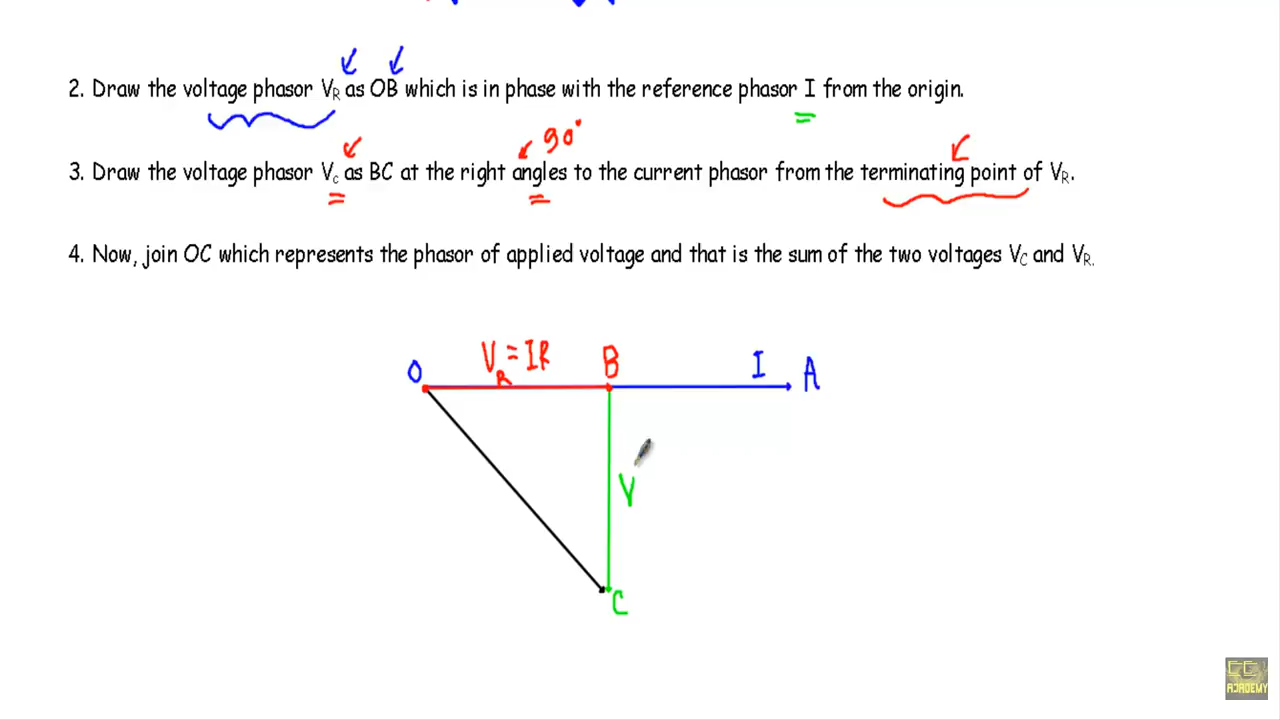 2. Draw the voltage phasor VR as OB which is in phase with the reference phasor I from the origin.
90°
3. Draw the voltage phasor Vc as BC at the right angles to the current phasor from the terminating point of VR.
4. Now, join OC which represents the phasor of applied voltage and that is the sum of the two voltages VC and VR.
O VR = IR B I A
V
C
EE
ACADEMY